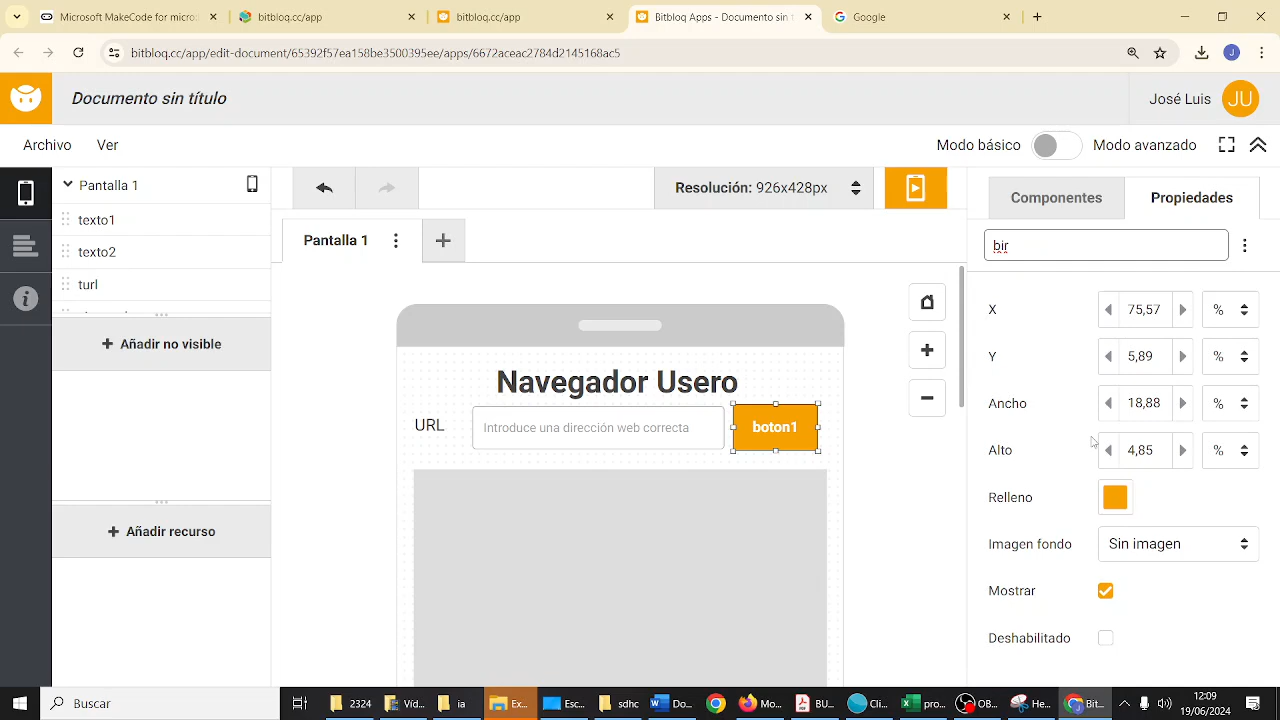 Microsoft MakeCode for micro:
bitbloq.cc/app
bitbloq.cc/app
Bitbloq Apps - Documento sin t
Google
bitbloq.cc/app/edit-document/65392f57ea158be3500395ee/apps/6672aceac2784d2145168ac5
J
Documento sin título
José Luis
JU
Archivo
Ver
Modo básico
Modo avanzado
Pantalla 1
Resolución: 926x428px
Componentes
Propiedades
texto1
texto2
turl
Pantalla 1
bir
Añadir no visible
Añadir recurso
Navegador Usero
URL
Introduce una dirección web correcta
boton1
X
75,57
%
Y
5,89
%
Ancho
18,88
%
Alto
4,85
%
Relleno
Imagen fondo
Sin imagen
Mostrar
Deshabilitado
Buscar
2324
Vid
ia
Ex...
Esc...
sdhc
Do...
Mo...
BU...
Cli...
pro...
OB...
He...
Bi...
12:09
19/06/2024